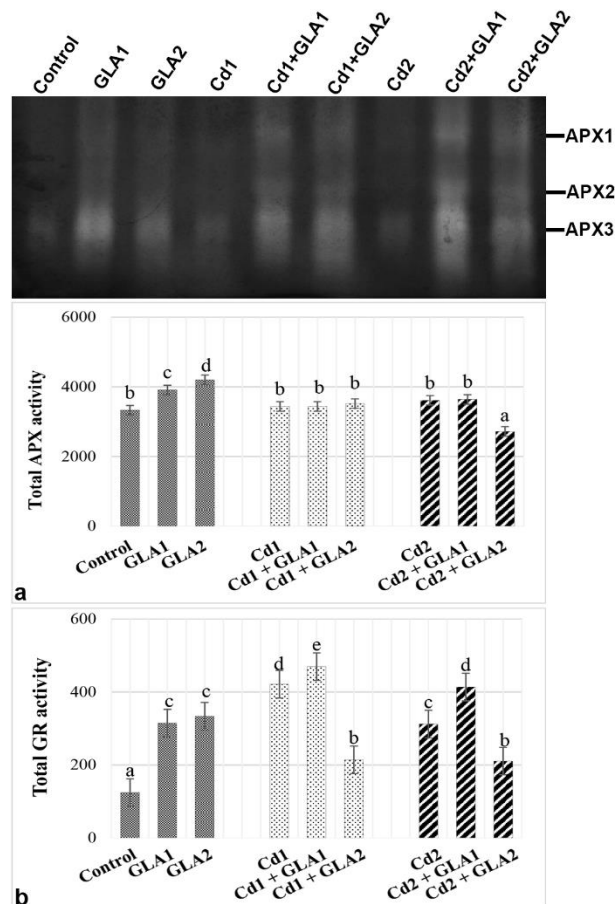 Control GLA1 GLA2 Cd1 Cd1+GLA1 Cd1+GLA2 Cd2 Cd2+GLA1 Cd2+GLA2
APX1
APX2
APX3
Total APX activity
6000
4000
2000
0
b c d b b b b b a
Control GLA1 GLA2 Cd1 Cd1 + GLA1 Cd1 + GLA2 Cd2 Cd2 + GLA1 Cd2 + GLA2
a
Total GR activity
600
400
200
0
a c c d e b c d b
Control GLA1 GLA2 Cd1 Cd1 + GLA1 Cd1 + GLA2 Cd2 Cd2 + GLA1 Cd2 + GLA2
b